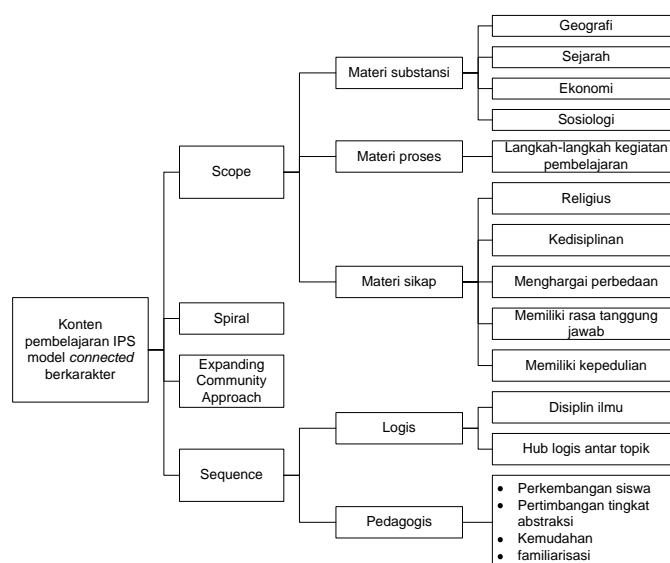 Konten
pembelajaran IPS
model connected
berkarakter
Scope
Materi substansi
Geografi
Sejarah
Ekonomi
Sosiologi
Materi proses
Langkah-langkah kegiatan
pembelajaran
Materi sikap
Religius
Kedisiplinan
Menghargai perbedaan
Memiliki rasa tanggung
jawab
Memiliki kepedulian
Spiral
Expanding
Community
Approach
Sequence
Logis
Disiplin ilmu
Hub logis antar topik
Pedagogis
• Perkembangan siswa
• Pertimbangan tingkat
abstraksi
• Kemudahan
• familiarisasi